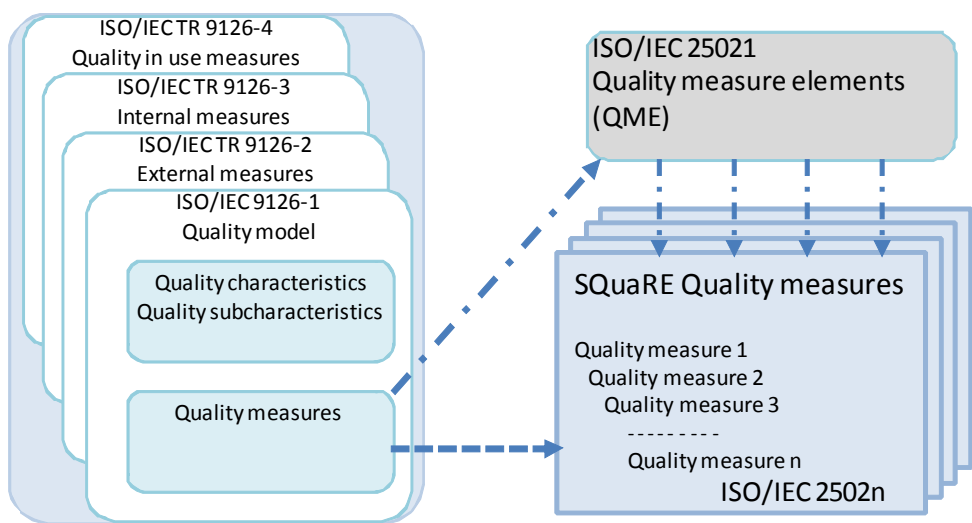 ISO/IEC TR 9126-4
Quality in use measures
ISO/IEC TR 9126-3
Internal measures
ISO/IEC TR 9126-2
External measures
ISO/IEC 9126-1
Quality model
Quality characteristics
Quality subcharacteristics
Quality measures
ISO/IEC 25021
Quality measure elements
(QME)
SQuaRE Quality measures
Quality measure 1
Quality measure 2
Quality measure 3
- - - - - - - - -
Quality measure n
ISO/IEC 2502n